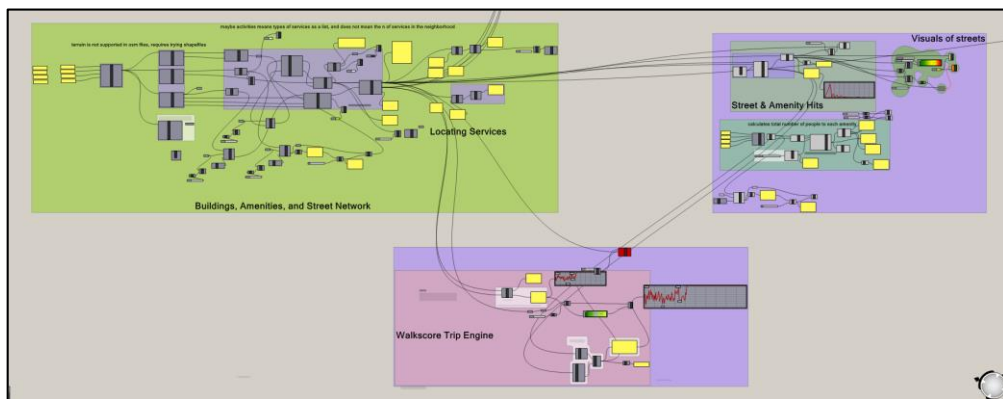 maybe activities means types of services as a list, and does not mean the n of services in the neighborhood
terrain is not supported in osm files, requires trying shapefiles
Locating Services
Buildings, Amenities, and Street Network
Visuals of streets
Street & Amenity Hits
calculates total number of people to each amenity
Walkscore Trip Engine